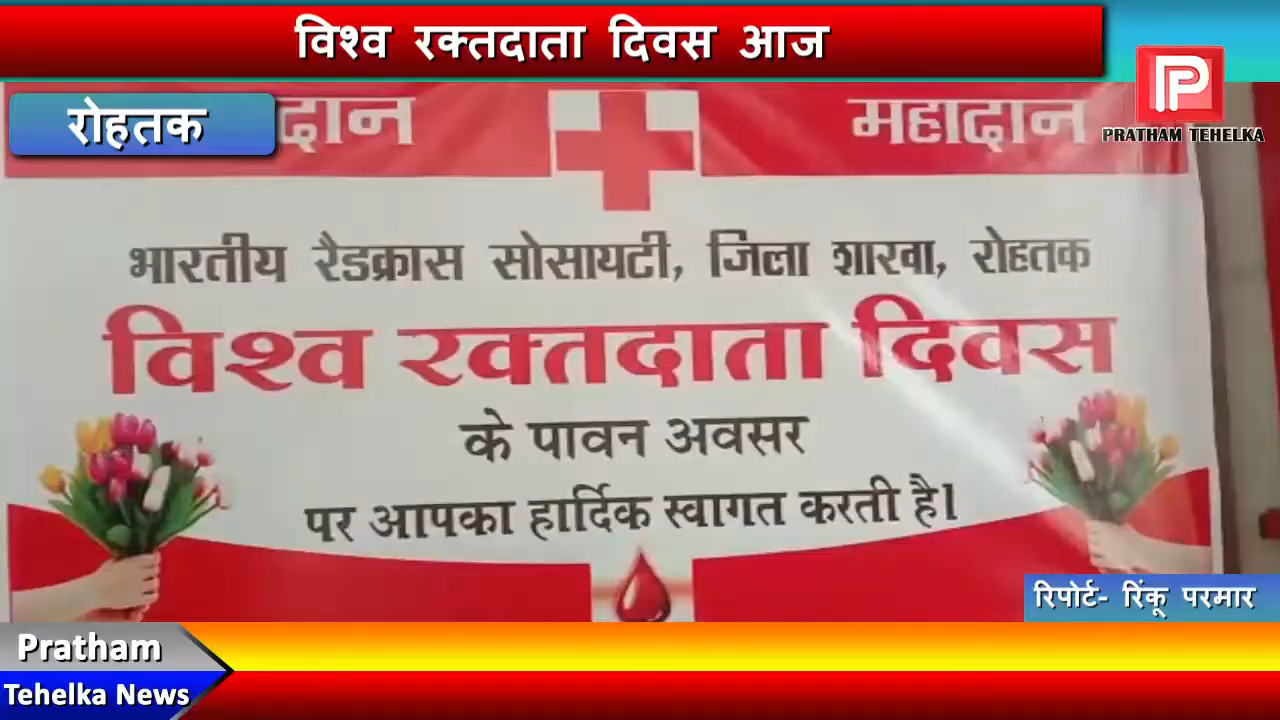 विश्व रक्तदाता दिवस आज
PRATHAM TEHELKA
रोहतक
दान महादान
भारतीय रैडक्रास सोसायटी, जिला शाखा, रोहतक
विश्व रक्तदाता दिवस
के पावन अवसर
पर आपका हार्दिक स्वागत करती है।
रिपोर्ट- रिंकू परमार
Pratham
Tehelka News